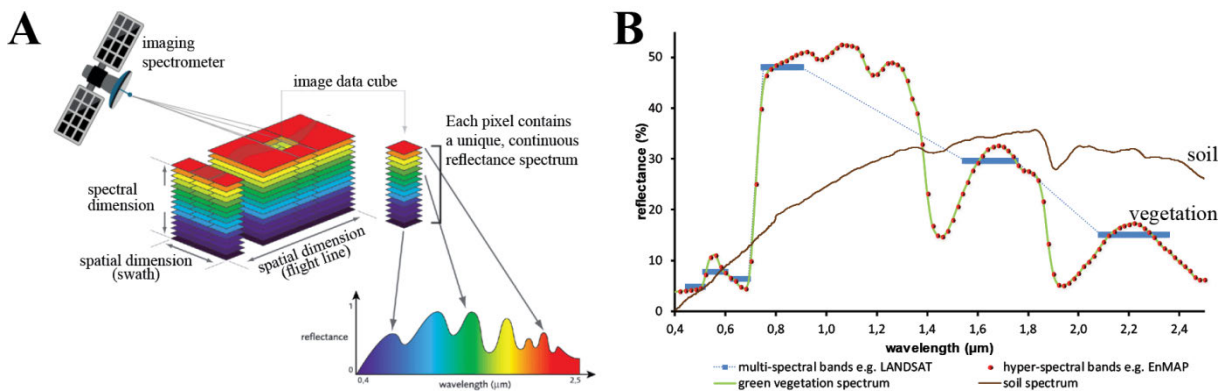 A
imaging
spectrometer
image data cube
Each pixel contains
a unique, continuous
reflectance spectrum
spectral
dimension
spatial dimension
(swath)
spatial dimension
(flight line)
1
reflectance
0
0,4
2,5
wavelength (µm)
B
50
40
30
20
10
0
reflectance (%)
soil
vegetation
0,4
0,6
0,8
1,0
1,2
1,4
1,6
1,8
2,0
2,2
2,4
wavelength (µm)
multi-spectral bands e.g. LANDSAT
hyper-spectral bands e.g. EnMAP
green vegetation spectrum
soil spectrum